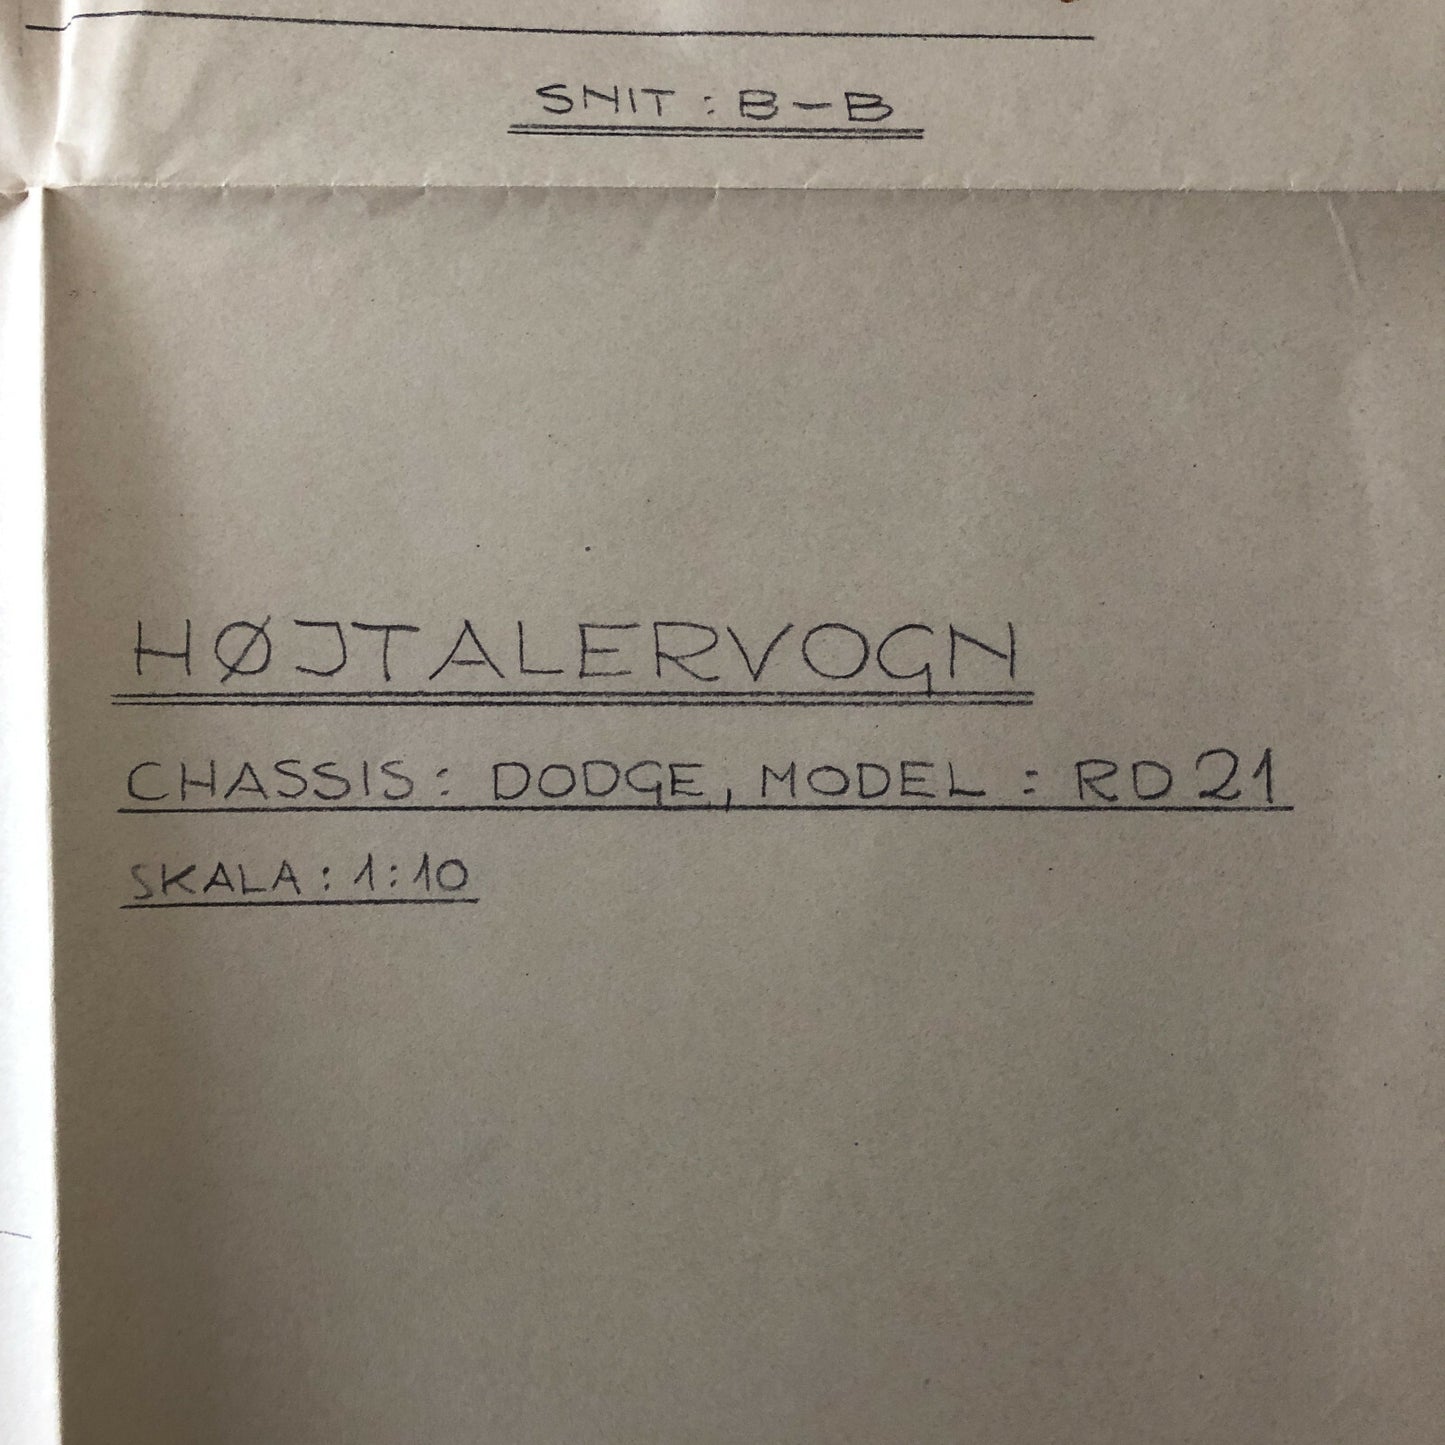 SNIT : B-B
HØJTALERVOGN
CHASSIS: DODGE, MODEL : RD 21
SKALA : 1:10